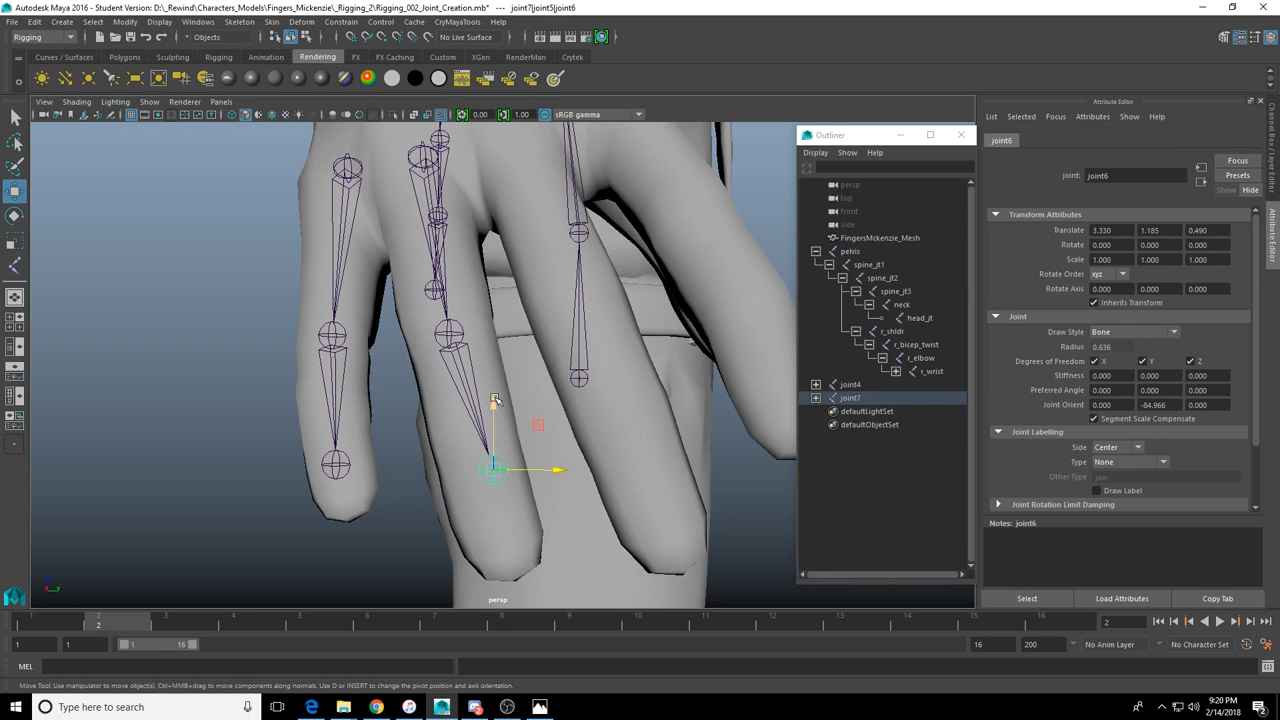 Autodesk Maya 2016 - Student Version: D:\_Rewind\Characters_Models\Fingers_Mckenzie\_Rigging_2\Rigging_002_Joint_Creation.mb* --- joint7|joint5|joint6
File Edit Create Select Modify Display Windows Skeleton Skin Deform Constrain Control Cache CryMayaTools Help
Rigging Objects No Live Surface
Curves / Surfaces Polygons Sculpting Rigging Animation Rendering FX FX Caching Custom XGen RenderMan Crytek
View Shading Lighting Show Renderer Panels
0.00 1.00 sRGB gamma
persp
Outliner
Display Show Help
persp
top
front
side
FingersMckenzie_Mesh
pelvis
spine_jt1
spine_jt2
spine_jt3
neck
head_jt
r_shldr
r_bicep_twist
r_elbow
r_wrist
joint4
joint7
defaultLightSet
defaultObjectSet
Attribute Editor
List Selected Focus Attributes Show Help
joint6
Focus
joint: joint6 Presets
Show Hide
Transform Attributes
Translate 3.330 1.185 0.490
Rotate 0.000 0.000 0.000
Scale 1.000 1.000 1.000
Rotate Order xyz
Rotate Axis 0.000 0.000 0.000
Inherits Transform
Joint
Draw Style Bone
Radius 0.636
Degrees of Freedom X Y Z
Stiffness 0.000 0.000 0.000
Preferred Angle 0.000 0.000 0.000
Joint Orient 0.000 -84.966 0.000
Segment Scale Compensate
Joint Labelling
Side Center
Type None
Other Type jaw
Draw Label
Joint Rotation Limit Damping
Notes: joint6
Select Load Attributes Copy Tab
Channel Box / Layer Editor
Attribute Editor
1 2 3 4 5 6 7 8 9 10 11 12 13 14 15 16
2
2
1 1 1 16 16 200 No Anim Layer No Character Set
MEL
Move Tool: Use manipulator to move object(s). Ctrl+MMB+drag to move components along normals. Use D or INSERT to change the pivot position and axis orientation.
Type here to search
9:20 PM
2/14/2018